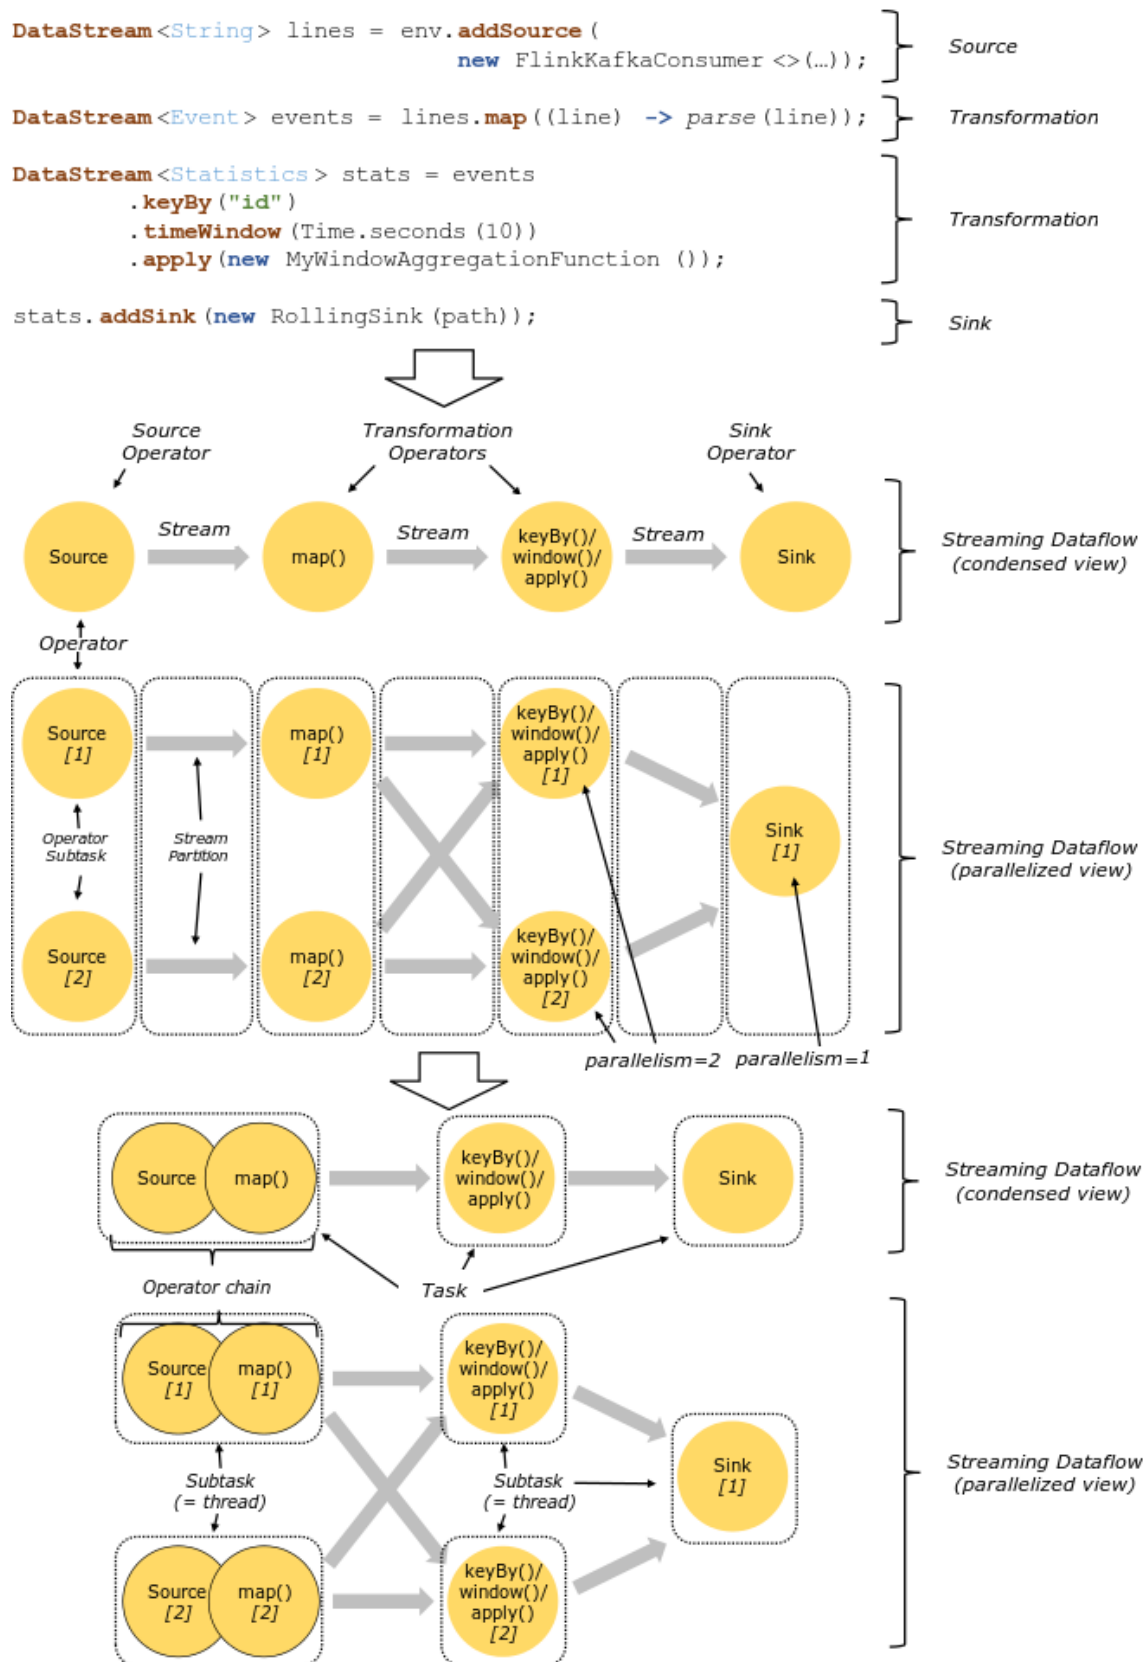 DataStream<String> lines = env.addSource(
new FlinkKafkaConsumer<>(…));
Source
DataStream<Event> events = lines.map((line) -> parse(line));
Transformation
DataStream<Statistics> stats = events
.keyBy("id")
.timeWindow(Time.seconds(10))
.apply(new MyWindowAggregationFunction());
Transformation
stats.addSink(new RollingSink(path));
Sink
Source
Operator
Transformation
Operators
Sink
Operator
Source
Stream
map()
Stream
keyBy()/
window()/
apply()
Stream
Sink
Streaming Dataflow
(condensed view)
Operator
Source
[1]
map()
[1]
keyBy()/
window()/
apply()
[1]
Operator
Subtask
Stream
Partition
Sink
[1]
Streaming Dataflow
(parallelized view)
Source
[2]
map()
[2]
keyBy()/
window()/
apply()
[2]
parallelism=2
parallelism=1
Source
map()
keyBy()/
window()/
apply()
Sink
Streaming Dataflow
(condensed view)
Operator chain
Task
Source
[1]
map()
[1]
keyBy()/
window()/
apply()
[1]
Subtask
(= thread)
Subtask
(= thread)
Sink
[1]
Streaming Dataflow
(parallelized view)
Source
[2]
map()
[2]
keyBy()/
window()/
apply()
[2]